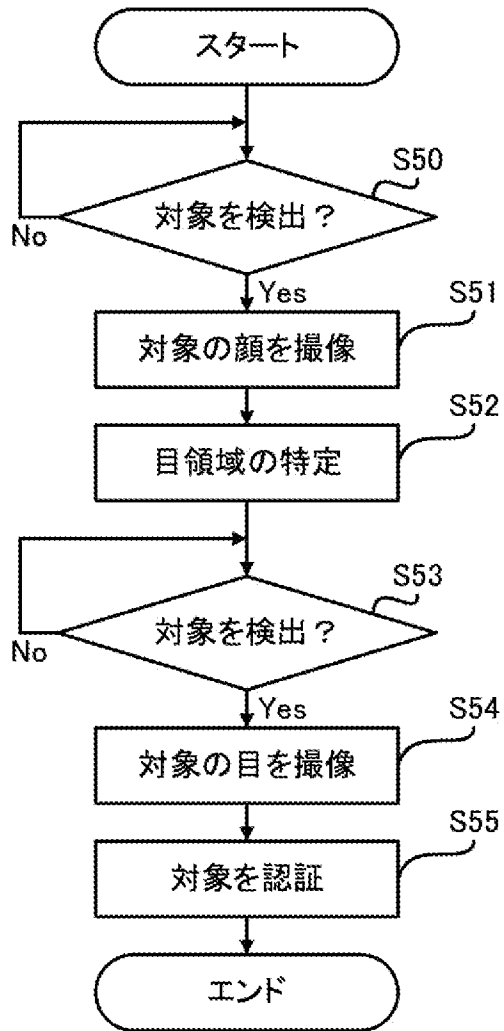 スタート
S50
対象を検出？
No
Yes
S51
対象の顔を撮像
S52
目領域の特定
S53
対象を検出？
No
Yes
S54
対象の目を撮像
S55
対象を認証
エンド